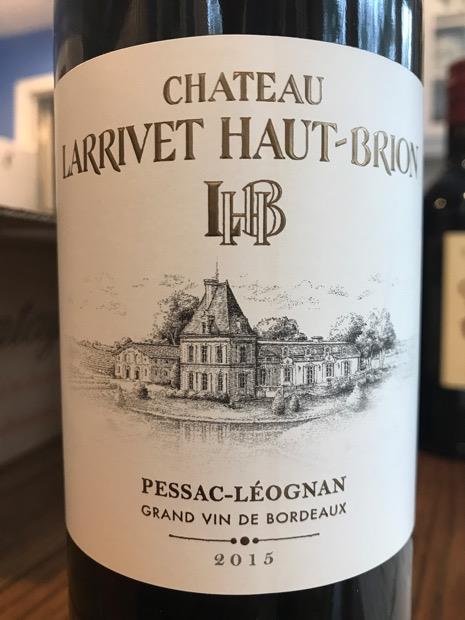 CHATEAU
LARRIVET HAUT-BRION
LHB
PESSAC-LÉOGNAN
GRAND VIN DE BORDEAUX
2015